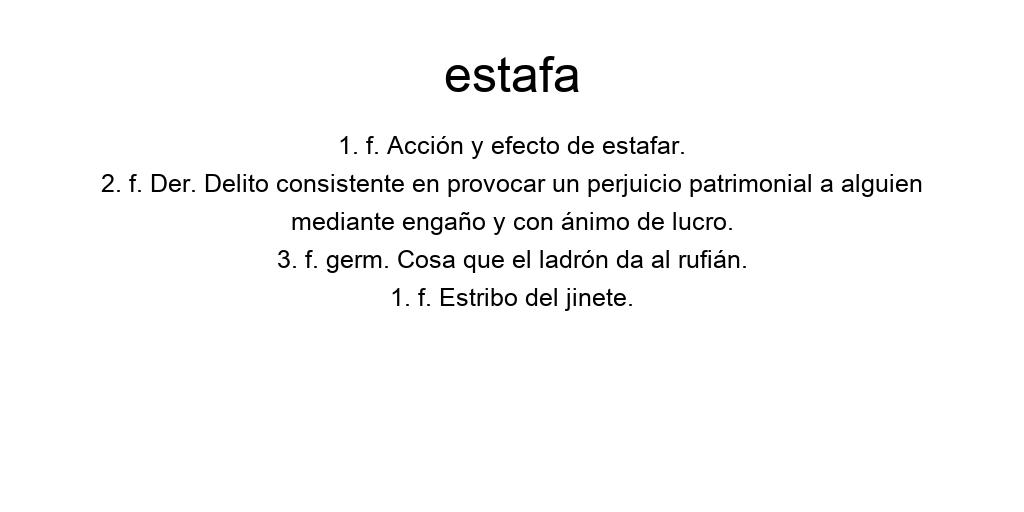 estafa
1. f. Acción y efecto de estafar.
2. f. Der. Delito consistente en provocar un perjuicio patrimonial a alguien
mediante engaño y con ánimo de lucro.
3. f. germ. Cosa que el ladrón da al rufián.
1. f. Estribo del jinete.